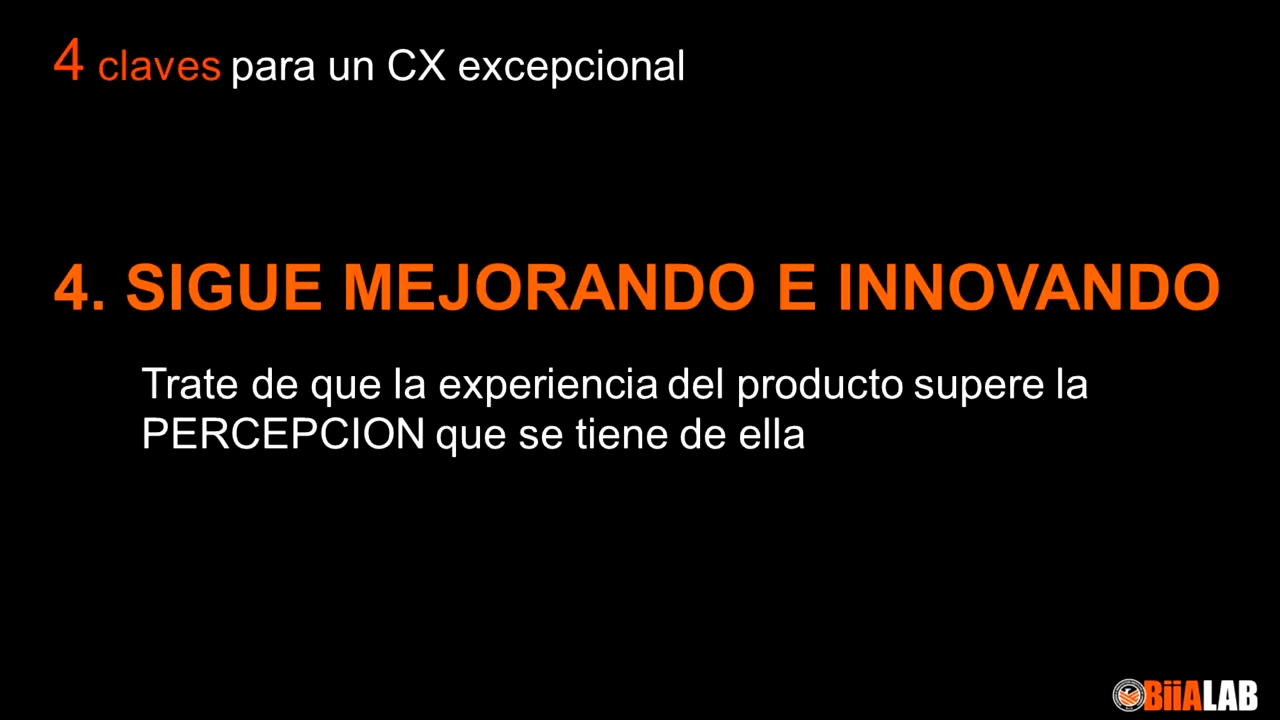 4 claves para un CX excepcional
4. SIGUE MEJORANDO E INNOVANDO
Trate de que la experiencia del producto supere la
PERCEPCION que se tiene de ella
BiiALAB